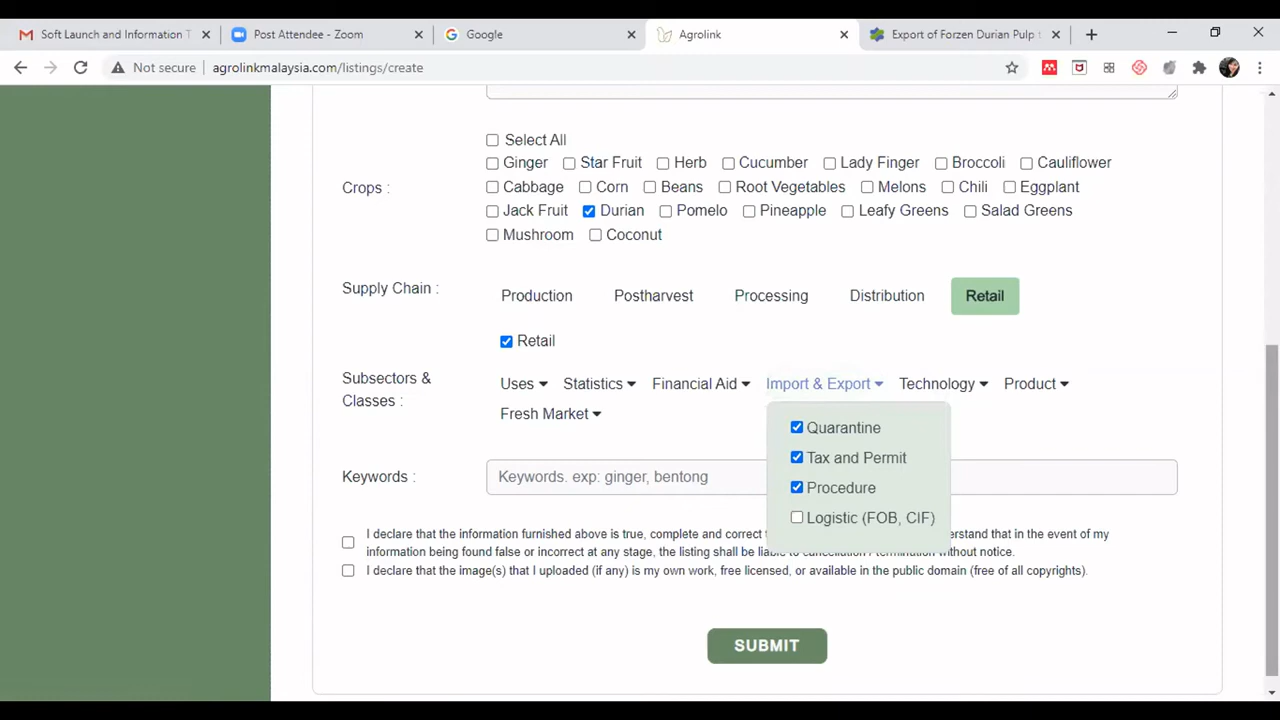 Soft Launch and Information T
Post Attendee - Zoom
Google
Agrolink
Export of Forzen Durian Pulp t
Not secure
agrolinkmalaysia.com/listings/create
Select All
Crops :
Ginger Star Fruit Herb Cucumber Lady Finger Broccoli Cauliflower
Cabbage Corn Beans Root Vegetables Melons Chili Eggplant
Jack Fruit Durian Pomelo Pineapple Leafy Greens Salad Greens
Mushroom Coconut
Supply Chain :
Production Postharvest Processing Distribution Retail
Retail
Subsectors &
Classes :
Uses Statistics Financial Aid Import & Export Technology Product
Fresh Market
Quarantine
Tax and Permit
Procedure
Logistic (FOB, CIF)
Keywords :
Keywords. exp: ginger, bentong
I declare that the information furnished above is true, complete and correct t derstand that in the event of my
information being found false or incorrect at any stage, the listing shall be liable to cancellation / termination without notice.
I declare that the image(s) that I uploaded (if any) is my own work, free licensed, or available in the public domain (free of all copyrights).
SUBMIT